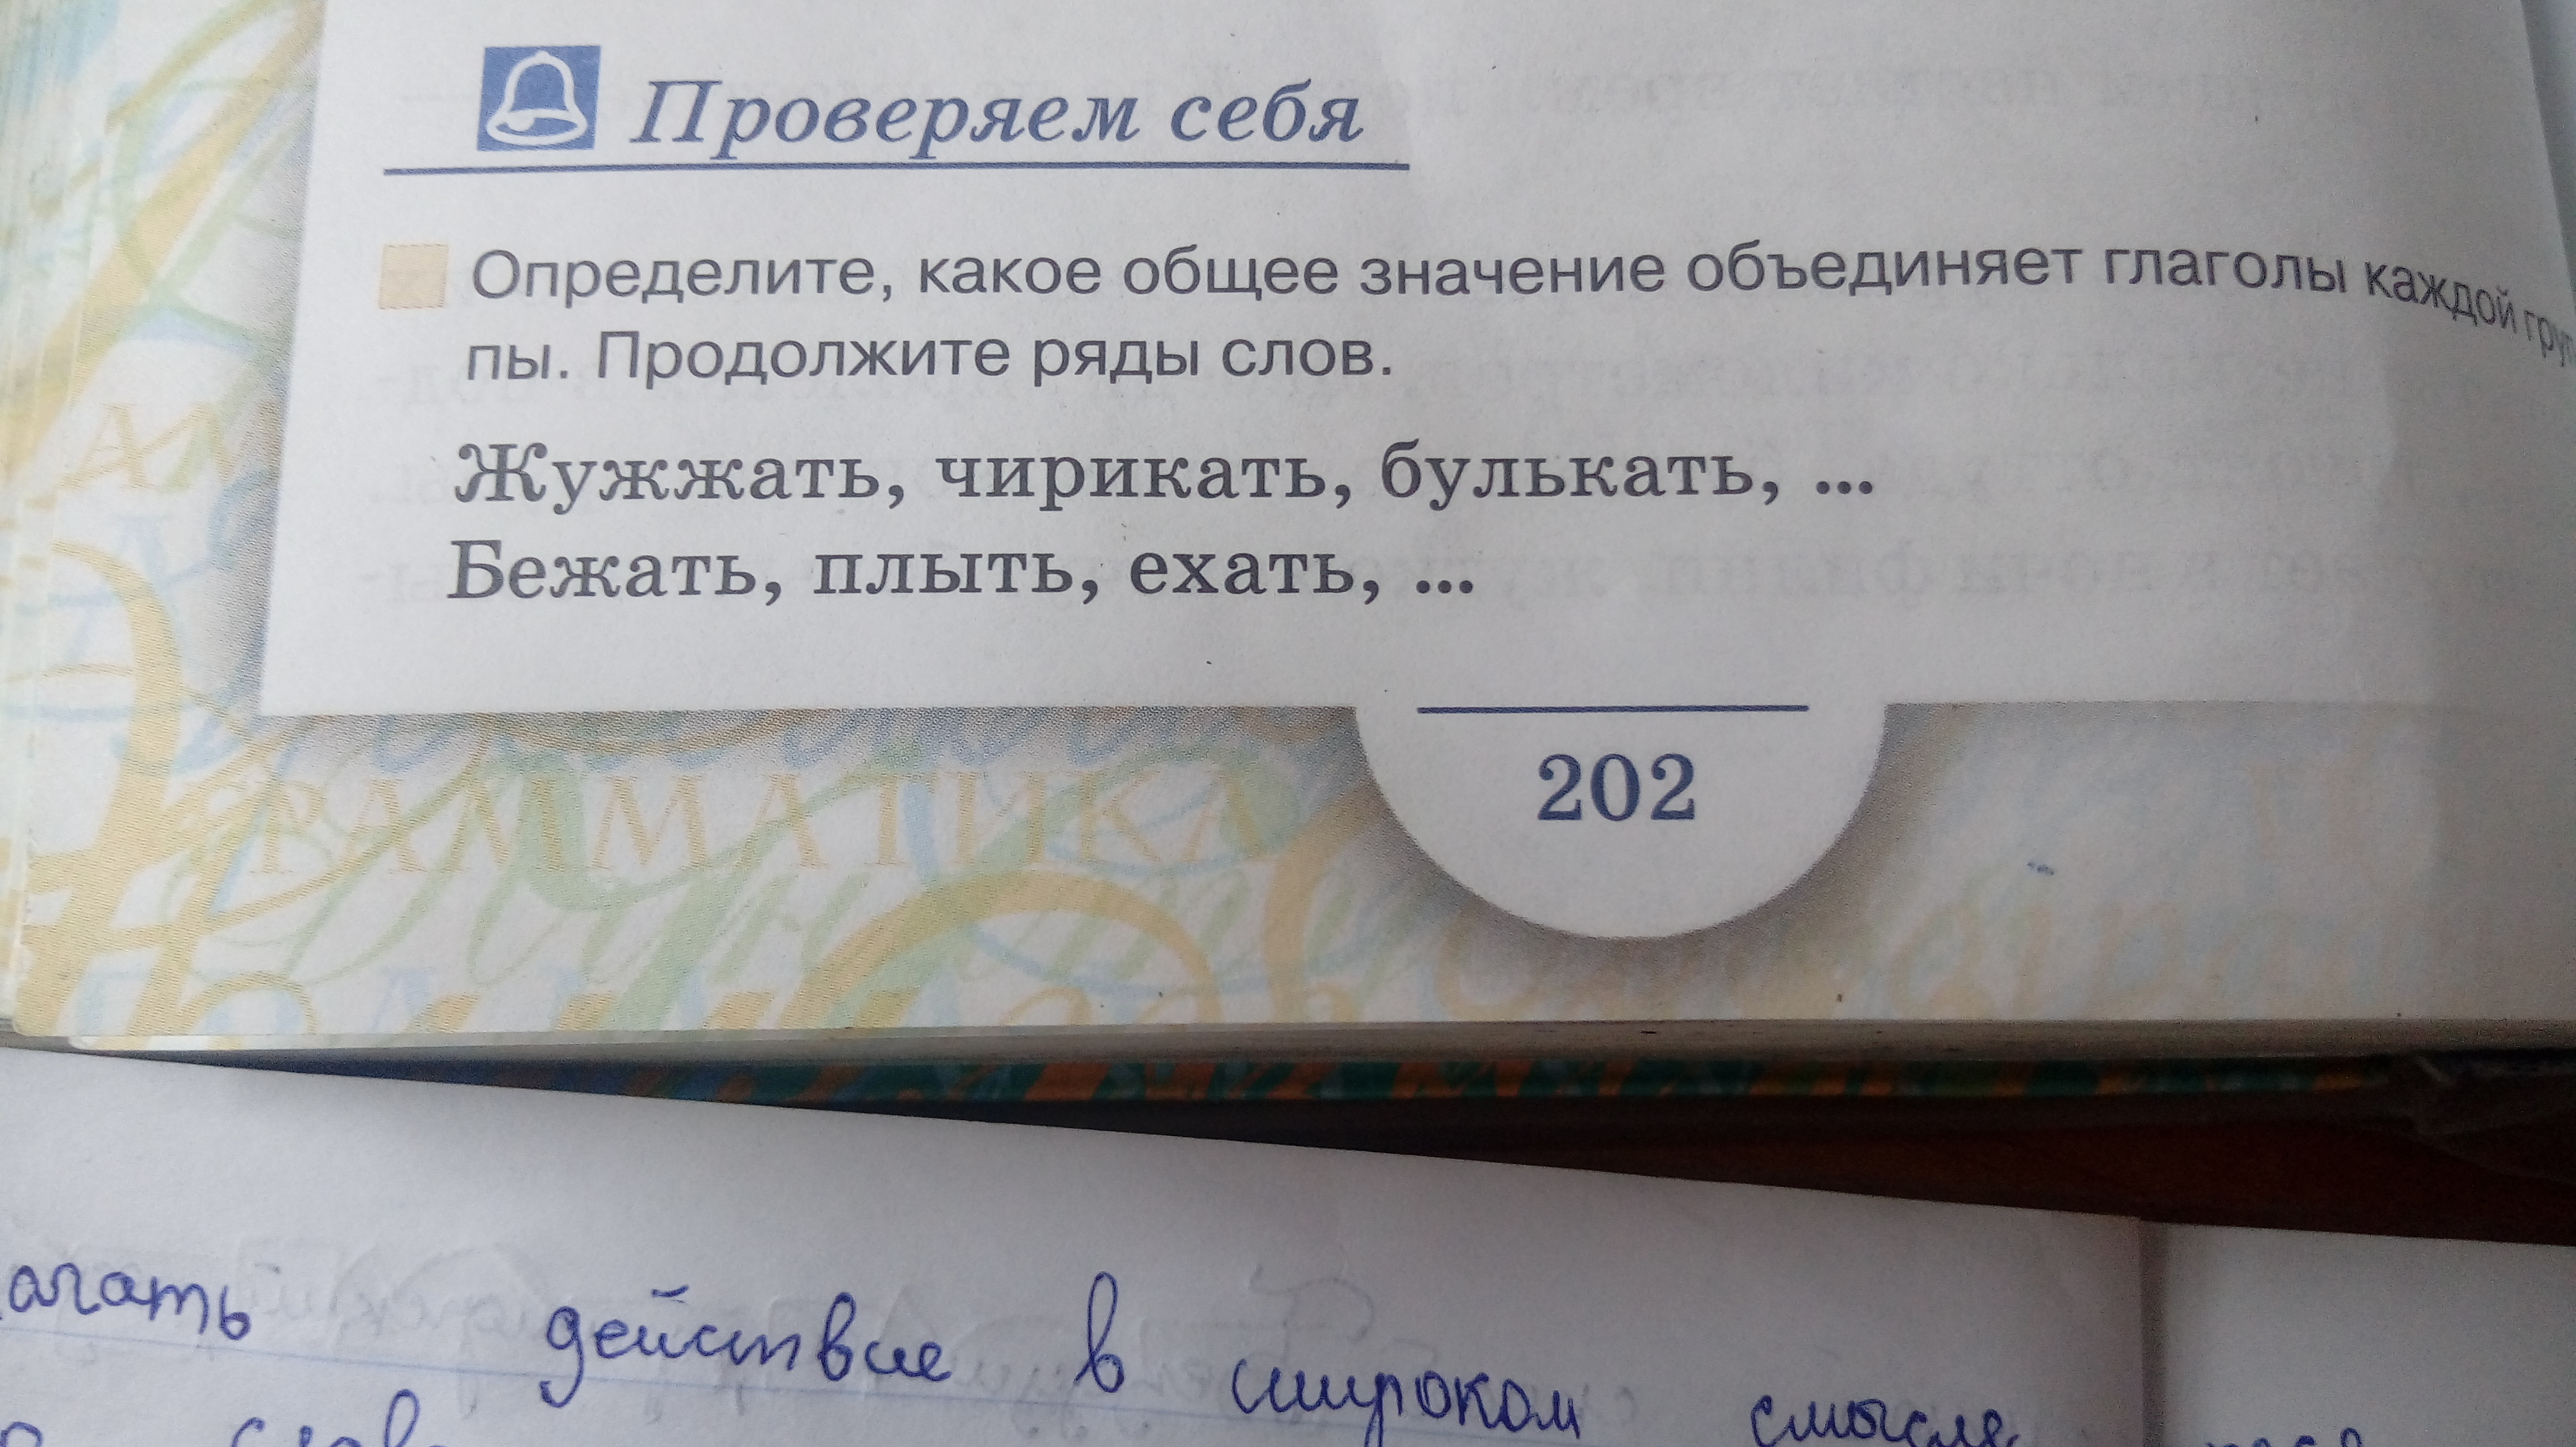 Проверяем себя
Определите, какое общее значение объединяет глаголы каждой груп
пы. Продолжите ряды слов.
Жужжать, чирикать, булькать, ...
Бежать, плыть, ехать, ...
202
ГРАММАТИКА
действие в широком смысле